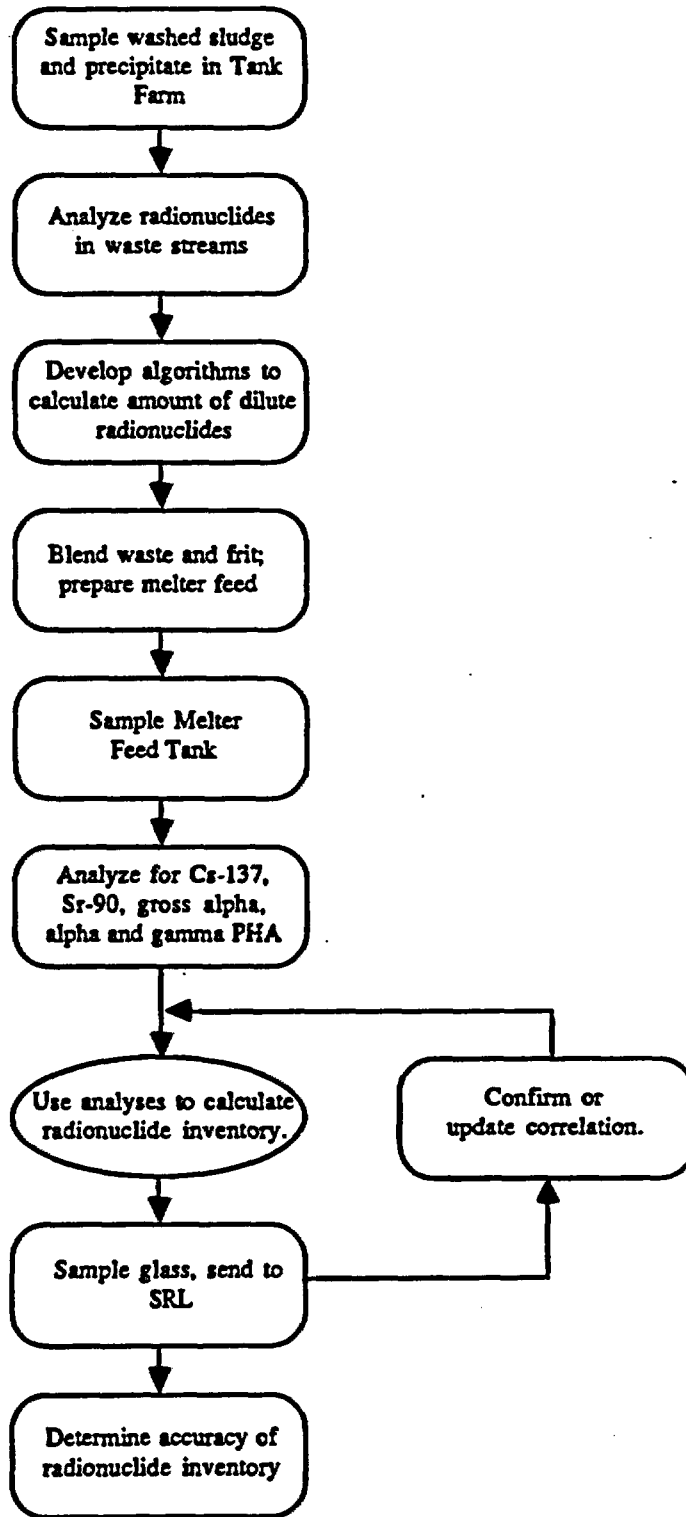 Sample washed sludge
and precipitate in Tank
Farm
Analyze radionuclides
in waste streams
Develop algorithms to
calculate amount of dilute
radionuclides
Blend waste and frit;
prepare melter feed
Sample Melter
Feed Tank
Analyze for Cs-137,
Sr-90, gross alpha,
alpha and gamma PHA
Use analyses to calculate
radionuclide inventory.
Confirm or
update correlation.
Sample glass, send to
SRL
Determine accuracy of
radionuclide inventory